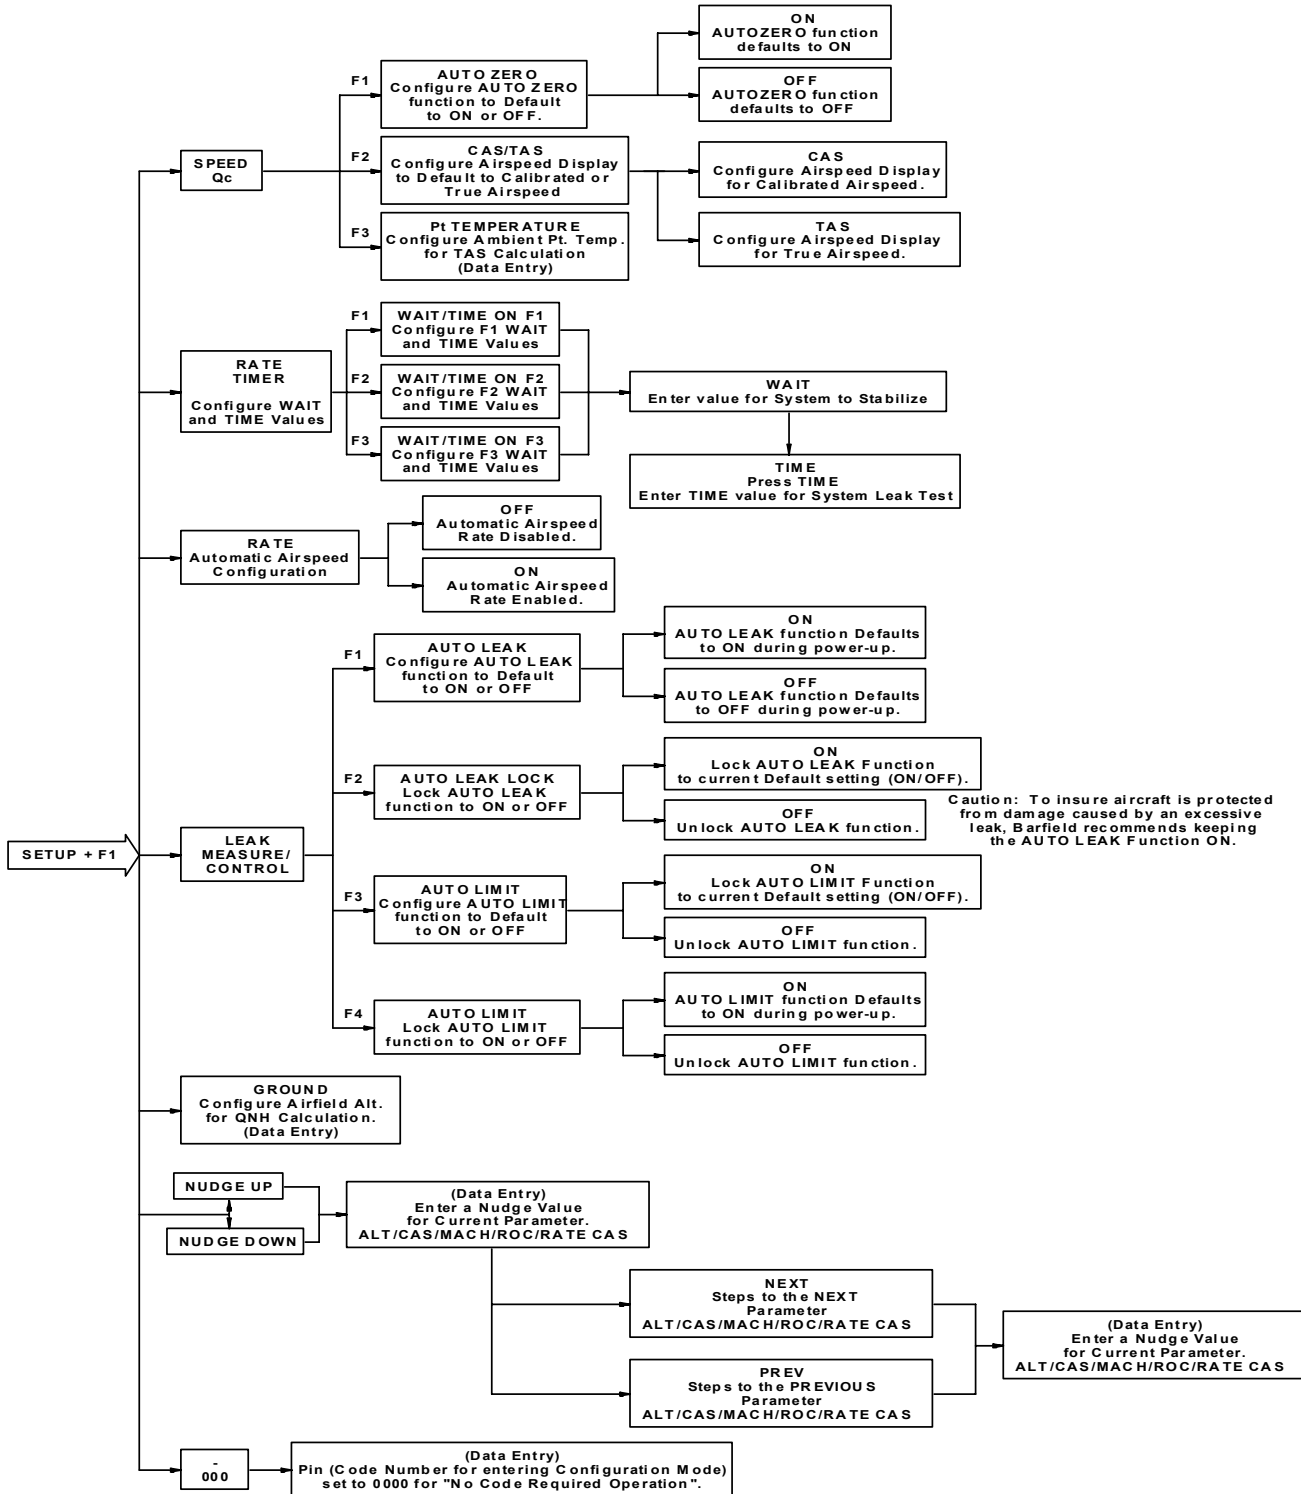 SETUP + F1
SPEED
Qc
F1
AUTO ZERO
Configure AUTO ZERO
function to Default
to ON or OFF.
ON
AUTOZERO function
defaults to ON
OFF
AUTOZERO function
defaults to OFF
F2
CAS/TAS
Configure Airspeed Display
to Default to Calibrated or
True Airspeed
CAS
Configure Airspeed Display
for Calibrated Airspeed.
TAS
Configure Airspeed Display
for True Airspeed.
F3
Pt TEMPERATURE
Configure Ambient Pt. Temp.
for TAS Calculation
(Data Entry)
RATE
TIMER
Configure WAIT
and TIME Values
F1
WAIT/TIME ON F1
Configure F1 WAIT
and TIME Values
F2
WAIT/TIME ON F2
Configure F2 WAIT
and TIME Values
F3
WAIT/TIME ON F3
Configure F3 WAIT
and TIME Values
WAIT
Enter value for System to Stabilize
TIME
Press TIME
Enter TIME value for System Leak Test
RATE
Automatic Airspeed
Configuration
OFF
Automatic Airspeed
Rate Disabled.
ON
Automatic Airspeed
Rate Enabled.
LEAK
MEASURE/
CONTROL
F1
AUTO LEAK
Configure AUTO LEAK
function to Default
to ON or OFF
ON
AUTO LEAK function Defaults
to ON during power-up.
OFF
AUTO LEAK function Defaults
to OFF during power-up.
F2
AUTO LEAK LOCK
Lock AUTO LEAK
function to ON or OFF
ON
Lock AUTO LEAK Function
to current Default setting (ON/OFF).
OFF
Unlock AUTO LEAK function.
Caution: To insure aircraft is protected
from damage caused by an excessive
leak, Barfield recommends keeping
the AUTO LEAK Function ON.
F3
AUTO LIMIT
Configure AUTO LIMIT
function to Default
to ON or OFF
ON
Lock AUTO LIMIT Function
to current Default setting (ON/OFF).
OFF
Unlock AUTO LIMIT function.
F4
AUTO LIMIT
Lock AUTO LIMIT
function to ON or OFF
ON
AUTO LIMIT function Defaults
to ON during power-up.
OFF
Unlock AUTO LIMIT function.
GROUND
Configure Airfield Alt.
for QNH Calculation.
(Data Entry)
NUDGE UP
NUDGE DOWN
(Data Entry)
Enter a Nudge Value
for Current Parameter.
ALT/CAS/MACH/ROC/RATE CAS
NEXT
Steps to the NEXT
Parameter
ALT/CAS/MACH/ROC/RATE CAS
PREV
Steps to the PREVIOUS
Parameter
ALT/CAS/MACH/ROC/RATE CAS
(Data Entry)
Enter a Nudge Value
for Current Parameter.
ALT/CAS/MACH/ROC/RATE CAS
-
000
(Data Entry)
Pin (Code Number for entering Configuration Mode)
set to 0000 for "No Code Required Operation".